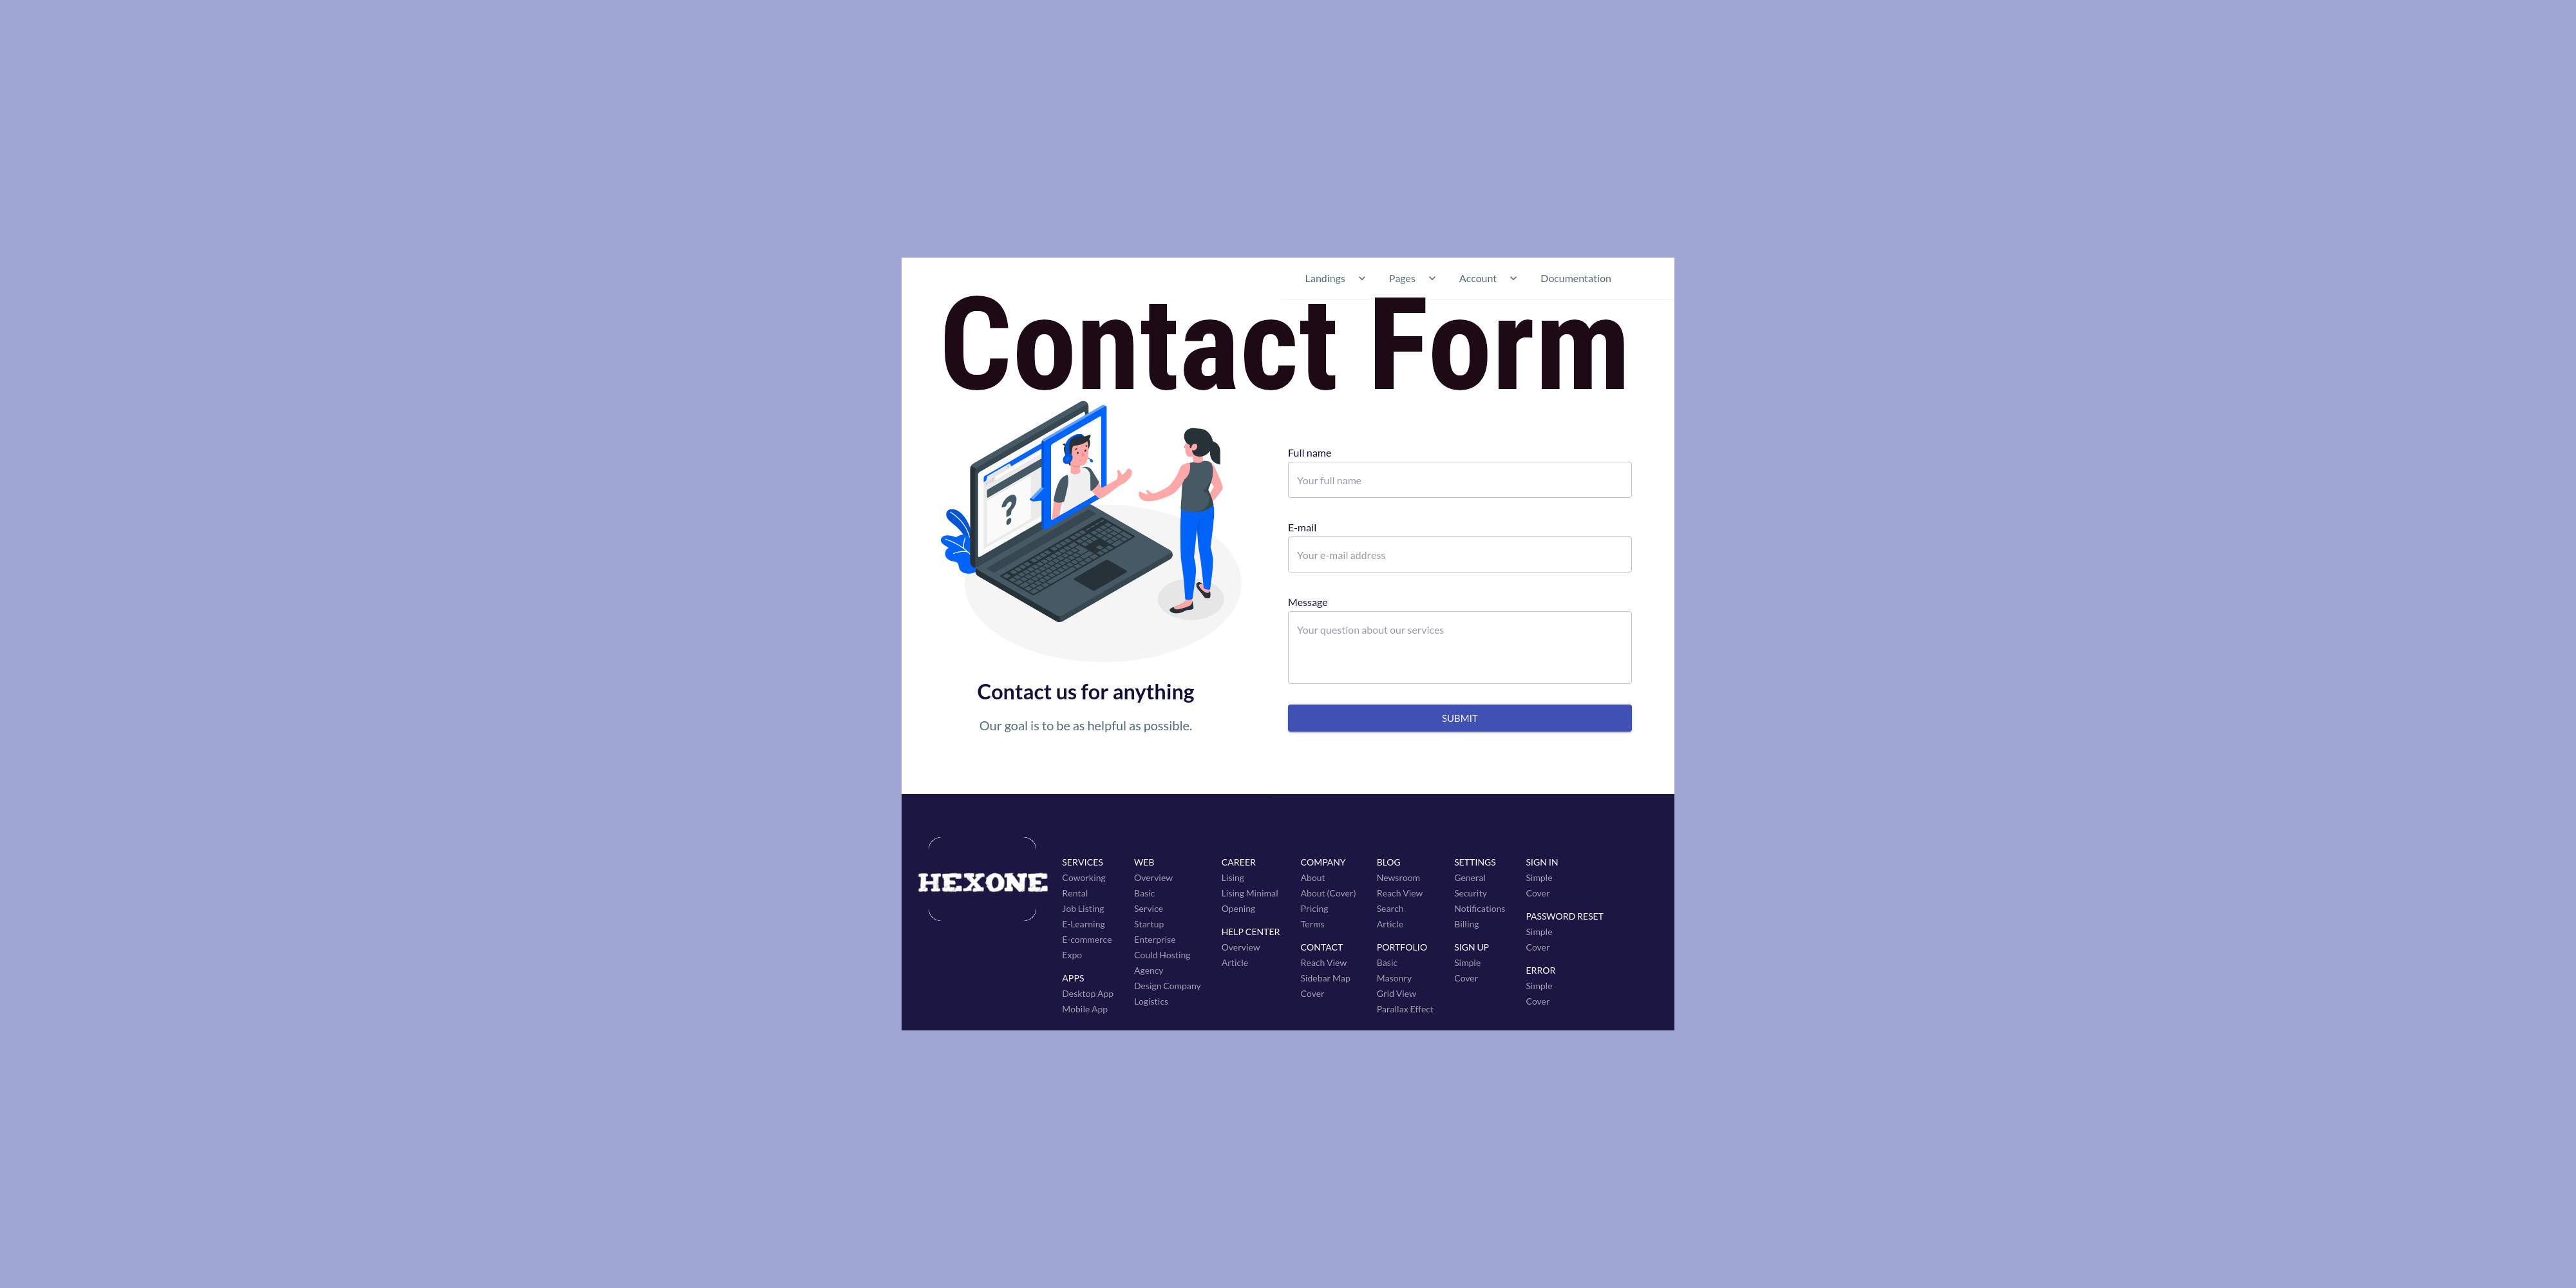 Landings Pages Account Documentation
Contact Form
?
Full name
Your full name
E-mail
Your e-mail address
Message
Your question about our services
SUBMIT
Contact us for anything
Our goal is to be as helpful as possible.
HEXONE
SERVICES
Coworking
Rental
Job Listing
E-Learning
E-commerce
Expo
APPS
Desktop App
Mobile App
WEB
Overview
Basic
Service
Startup
Enterprise
Could Hosting
Agency
Design Company
Logistics
CAREER
Lising
Lising Minimal
Opening
HELP CENTER
Overview
Article
COMPANY
About
About (Cover)
Pricing
Terms
CONTACT
Reach View
Sidebar Map
Cover
BLOG
Newsroom
Reach View
Search
Article
PORTFOLIO
Basic
Masonry
Grid View
Parallax Effect
SETTINGS
General
Security
Notifications
Billing
SIGN UP
Simple
Cover
SIGN IN
Simple
Cover
PASSWORD RESET
Simple
Cover
ERROR
Simple
Cover